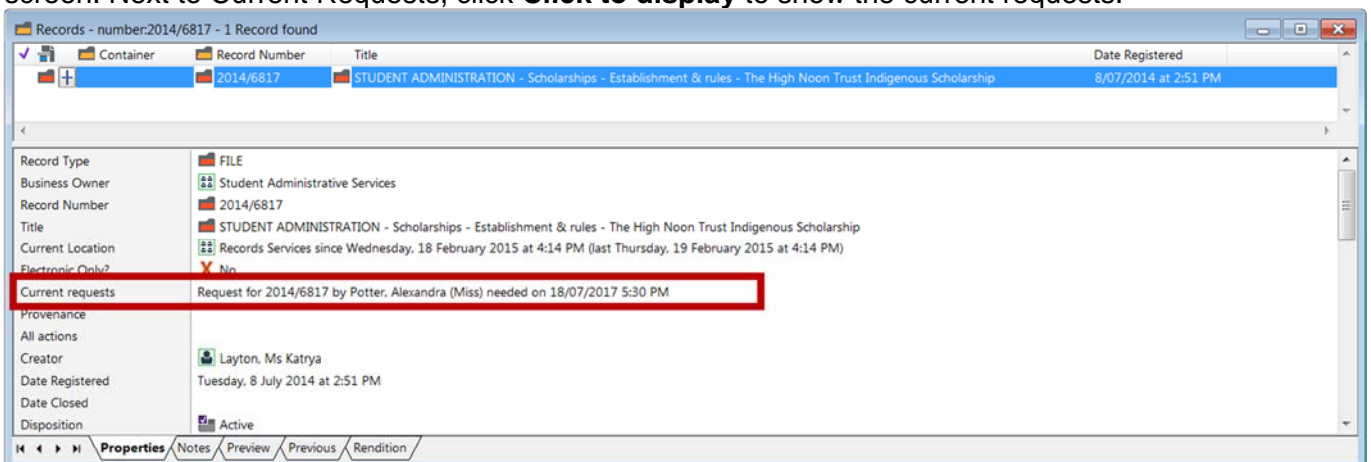 screen. Next to Current Requests, click Click to display to show the current requests.
Records - number:2014/6817 - 1 Record found
Container Record Number Title Date Registered
2014/6817 STUDENT ADMINISTRATION - Scholarships - Establishment & rules - The High Noon Trust Indigenous Scholarship 8/07/2014 at 2:51 PM
Record Type FILE
Business Owner Student Administrative Services
Record Number 2014/6817
Title STUDENT ADMINISTRATION - Scholarships - Establishment & rules - The High Noon Trust Indigenous Scholarship
Current Location Records Services since Wednesday, 18 February 2015 at 4:14 PM (last Thursday, 19 February 2015 at 4:14 PM)
Electronic Only? No
Current requests Request for 2014/6817 by Potter, Alexandra (Miss) needed on 18/07/2017 5:30 PM
Provenance
All actions
Creator Layton, Ms Katrya
Date Registered Tuesday, 8 July 2014 at 2:51 PM
Date Closed
Disposition Active
Properties Notes Preview Previous Rendition